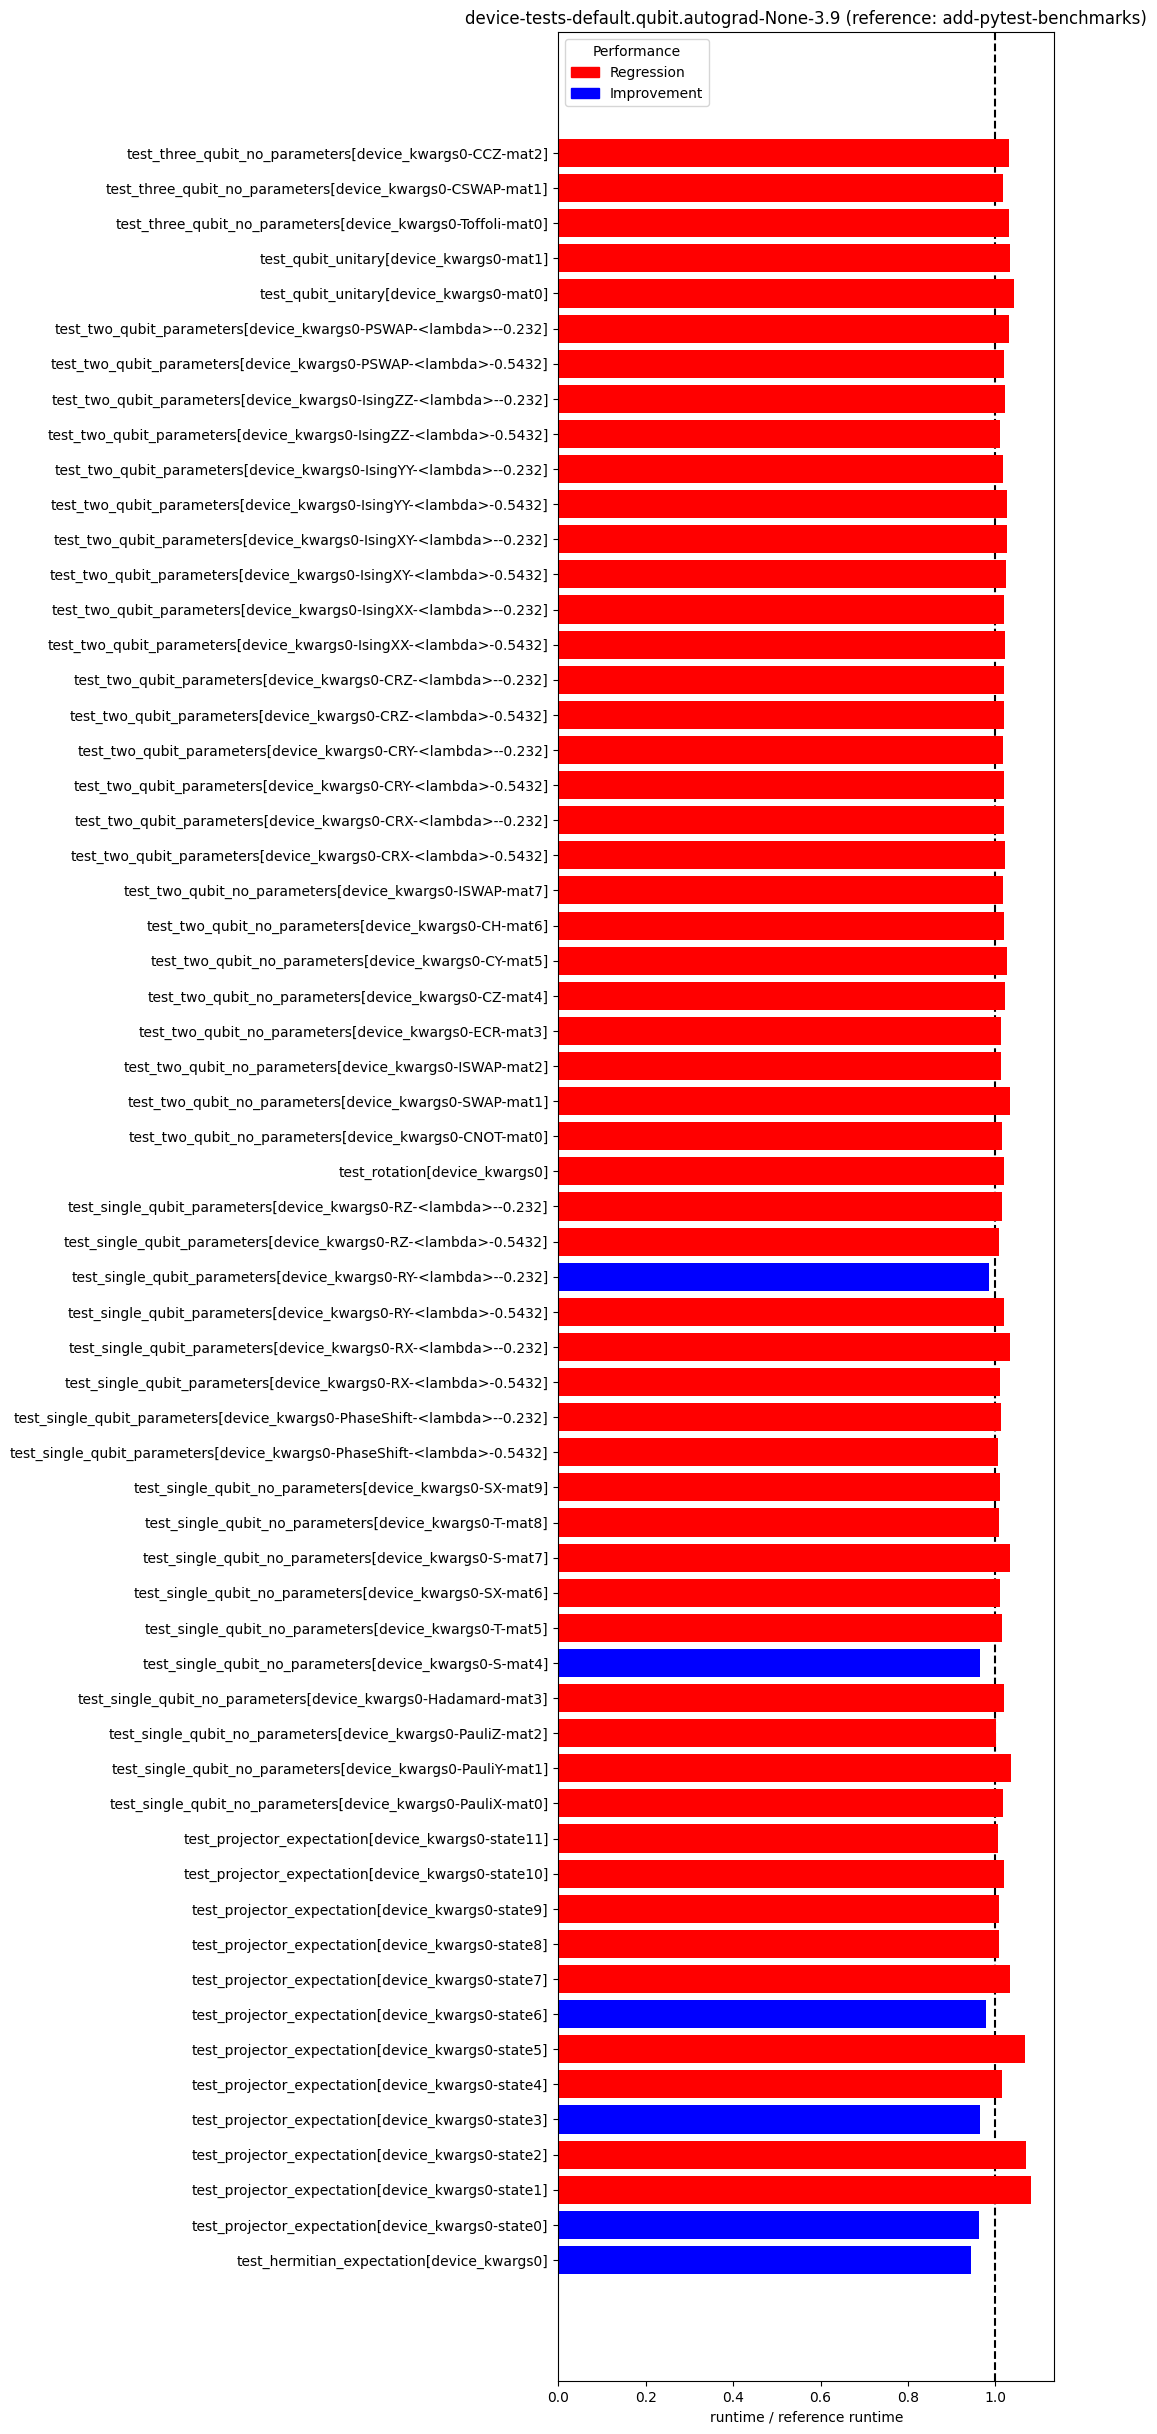 device-tests-default.qubit.autograd-None-3.9 (reference: add-pytest-benchmarks)
Performance
Regression
Improvement
test_three_qubit_no_parameters[device_kwargs0-CCZ-mat2]
test_three_qubit_no_parameters[device_kwargs0-CSWAP-mat1]
test_three_qubit_no_parameters[device_kwargs0-Toffoli-mat0]
test_qubit_unitary[device_kwargs0-mat1]
test_qubit_unitary[device_kwargs0-mat0]
test_two_qubit_parameters[device_kwargs0-PSWAP-<lambda>--0.232]
test_two_qubit_parameters[device_kwargs0-PSWAP-<lambda>-0.5432]
test_two_qubit_parameters[device_kwargs0-IsingZZ-<lambda>--0.232]
test_two_qubit_parameters[device_kwargs0-IsingZZ-<lambda>-0.5432]
test_two_qubit_parameters[device_kwargs0-IsingYY-<lambda>--0.232]
test_two_qubit_parameters[device_kwargs0-IsingYY-<lambda>-0.5432]
test_two_qubit_parameters[device_kwargs0-IsingXY-<lambda>--0.232]
test_two_qubit_parameters[device_kwargs0-IsingXY-<lambda>-0.5432]
test_two_qubit_parameters[device_kwargs0-IsingXX-<lambda>--0.232]
test_two_qubit_parameters[device_kwargs0-IsingXX-<lambda>-0.5432]
test_two_qubit_parameters[device_kwargs0-CRZ-<lambda>--0.232]
test_two_qubit_parameters[device_kwargs0-CRZ-<lambda>-0.5432]
test_two_qubit_parameters[device_kwargs0-CRY-<lambda>--0.232]
test_two_qubit_parameters[device_kwargs0-CRY-<lambda>-0.5432]
test_two_qubit_parameters[device_kwargs0-CRX-<lambda>--0.232]
test_two_qubit_parameters[device_kwargs0-CRX-<lambda>-0.5432]
test_two_qubit_no_parameters[device_kwargs0-ISWAP-mat7]
test_two_qubit_no_parameters[device_kwargs0-CH-mat6]
test_two_qubit_no_parameters[device_kwargs0-CY-mat5]
test_two_qubit_no_parameters[device_kwargs0-CZ-mat4]
test_two_qubit_no_parameters[device_kwargs0-ECR-mat3]
test_two_qubit_no_parameters[device_kwargs0-ISWAP-mat2]
test_two_qubit_no_parameters[device_kwargs0-SWAP-mat1]
test_two_qubit_no_parameters[device_kwargs0-CNOT-mat0]
test_rotation[device_kwargs0]
test_single_qubit_parameters[device_kwargs0-RZ-<lambda>--0.232]
test_single_qubit_parameters[device_kwargs0-RZ-<lambda>-0.5432]
test_single_qubit_parameters[device_kwargs0-RY-<lambda>--0.232]
test_single_qubit_parameters[device_kwargs0-RY-<lambda>-0.5432]
test_single_qubit_parameters[device_kwargs0-RX-<lambda>--0.232]
test_single_qubit_parameters[device_kwargs0-RX-<lambda>-0.5432]
test_single_qubit_parameters[device_kwargs0-PhaseShift-<lambda>--0.232]
test_single_qubit_parameters[device_kwargs0-PhaseShift-<lambda>-0.5432]
test_single_qubit_no_parameters[device_kwargs0-SX-mat9]
test_single_qubit_no_parameters[device_kwargs0-T-mat8]
test_single_qubit_no_parameters[device_kwargs0-S-mat7]
test_single_qubit_no_parameters[device_kwargs0-SX-mat6]
test_single_qubit_no_parameters[device_kwargs0-T-mat5]
test_single_qubit_no_parameters[device_kwargs0-S-mat4]
test_single_qubit_no_parameters[device_kwargs0-Hadamard-mat3]
test_single_qubit_no_parameters[device_kwargs0-PauliZ-mat2]
test_single_qubit_no_parameters[device_kwargs0-PauliY-mat1]
test_single_qubit_no_parameters[device_kwargs0-PauliX-mat0]
test_projector_expectation[device_kwargs0-state11]
test_projector_expectation[device_kwargs0-state10]
test_projector_expectation[device_kwargs0-state9]
test_projector_expectation[device_kwargs0-state8]
test_projector_expectation[device_kwargs0-state7]
test_projector_expectation[device_kwargs0-state6]
test_projector_expectation[device_kwargs0-state5]
test_projector_expectation[device_kwargs0-state4]
test_projector_expectation[device_kwargs0-state3]
test_projector_expectation[device_kwargs0-state2]
test_projector_expectation[device_kwargs0-state1]
test_projector_expectation[device_kwargs0-state0]
test_hermitian_expectation[device_kwargs0]
0.0 0.2 0.4 0.6 0.8 1.0
runtime / reference runtime